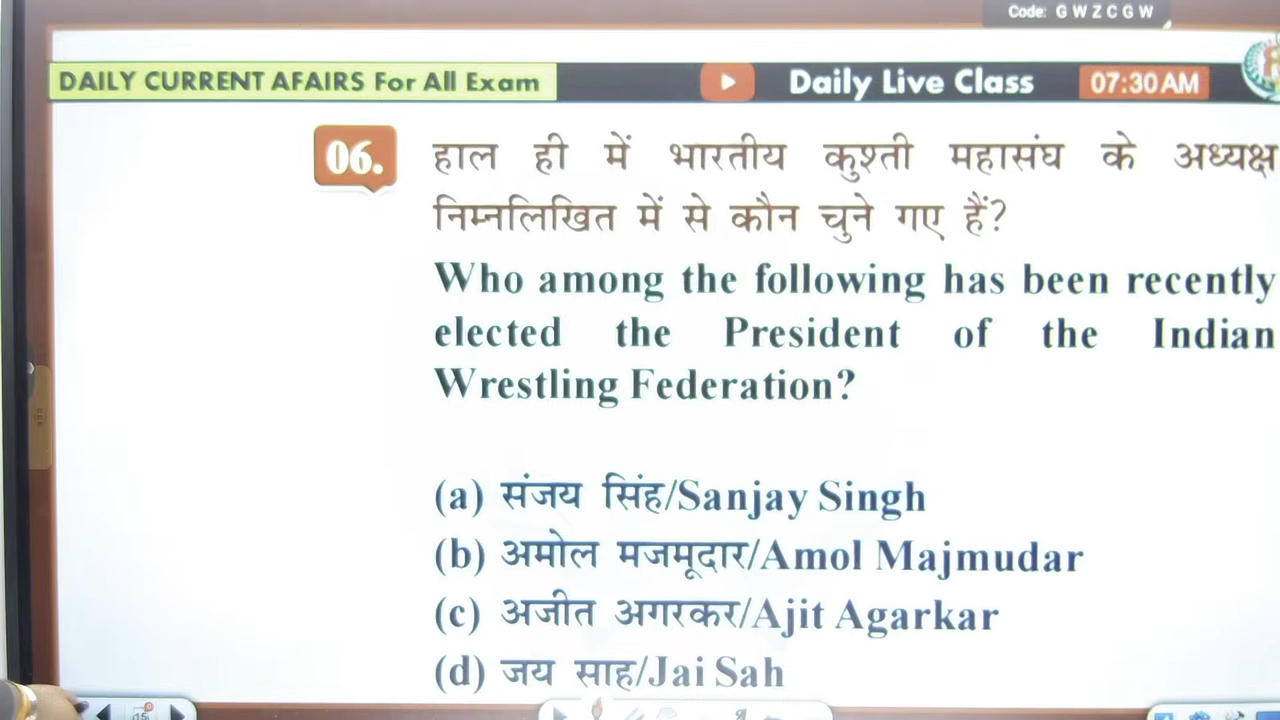 Code: G W Z C G W
DAILY CURRENT AFAIRS For All Exam
Daily Live Class
07:30 AM
06. हाल ही में भारतीय कुश्ती महासंघ के अध्यक्ष
निम्नलिखित में से कौन चुने गए हैं?
Who among the following has been recently
elected the President of the Indian
Wrestling Federation?
(a) संजय सिंह/Sanjay Singh
(b) अमोल मजमूदार/Amol Majmudar
(c) अजीत अगरकर/Ajit Agarkar
(d) जय साह/Jai Sah